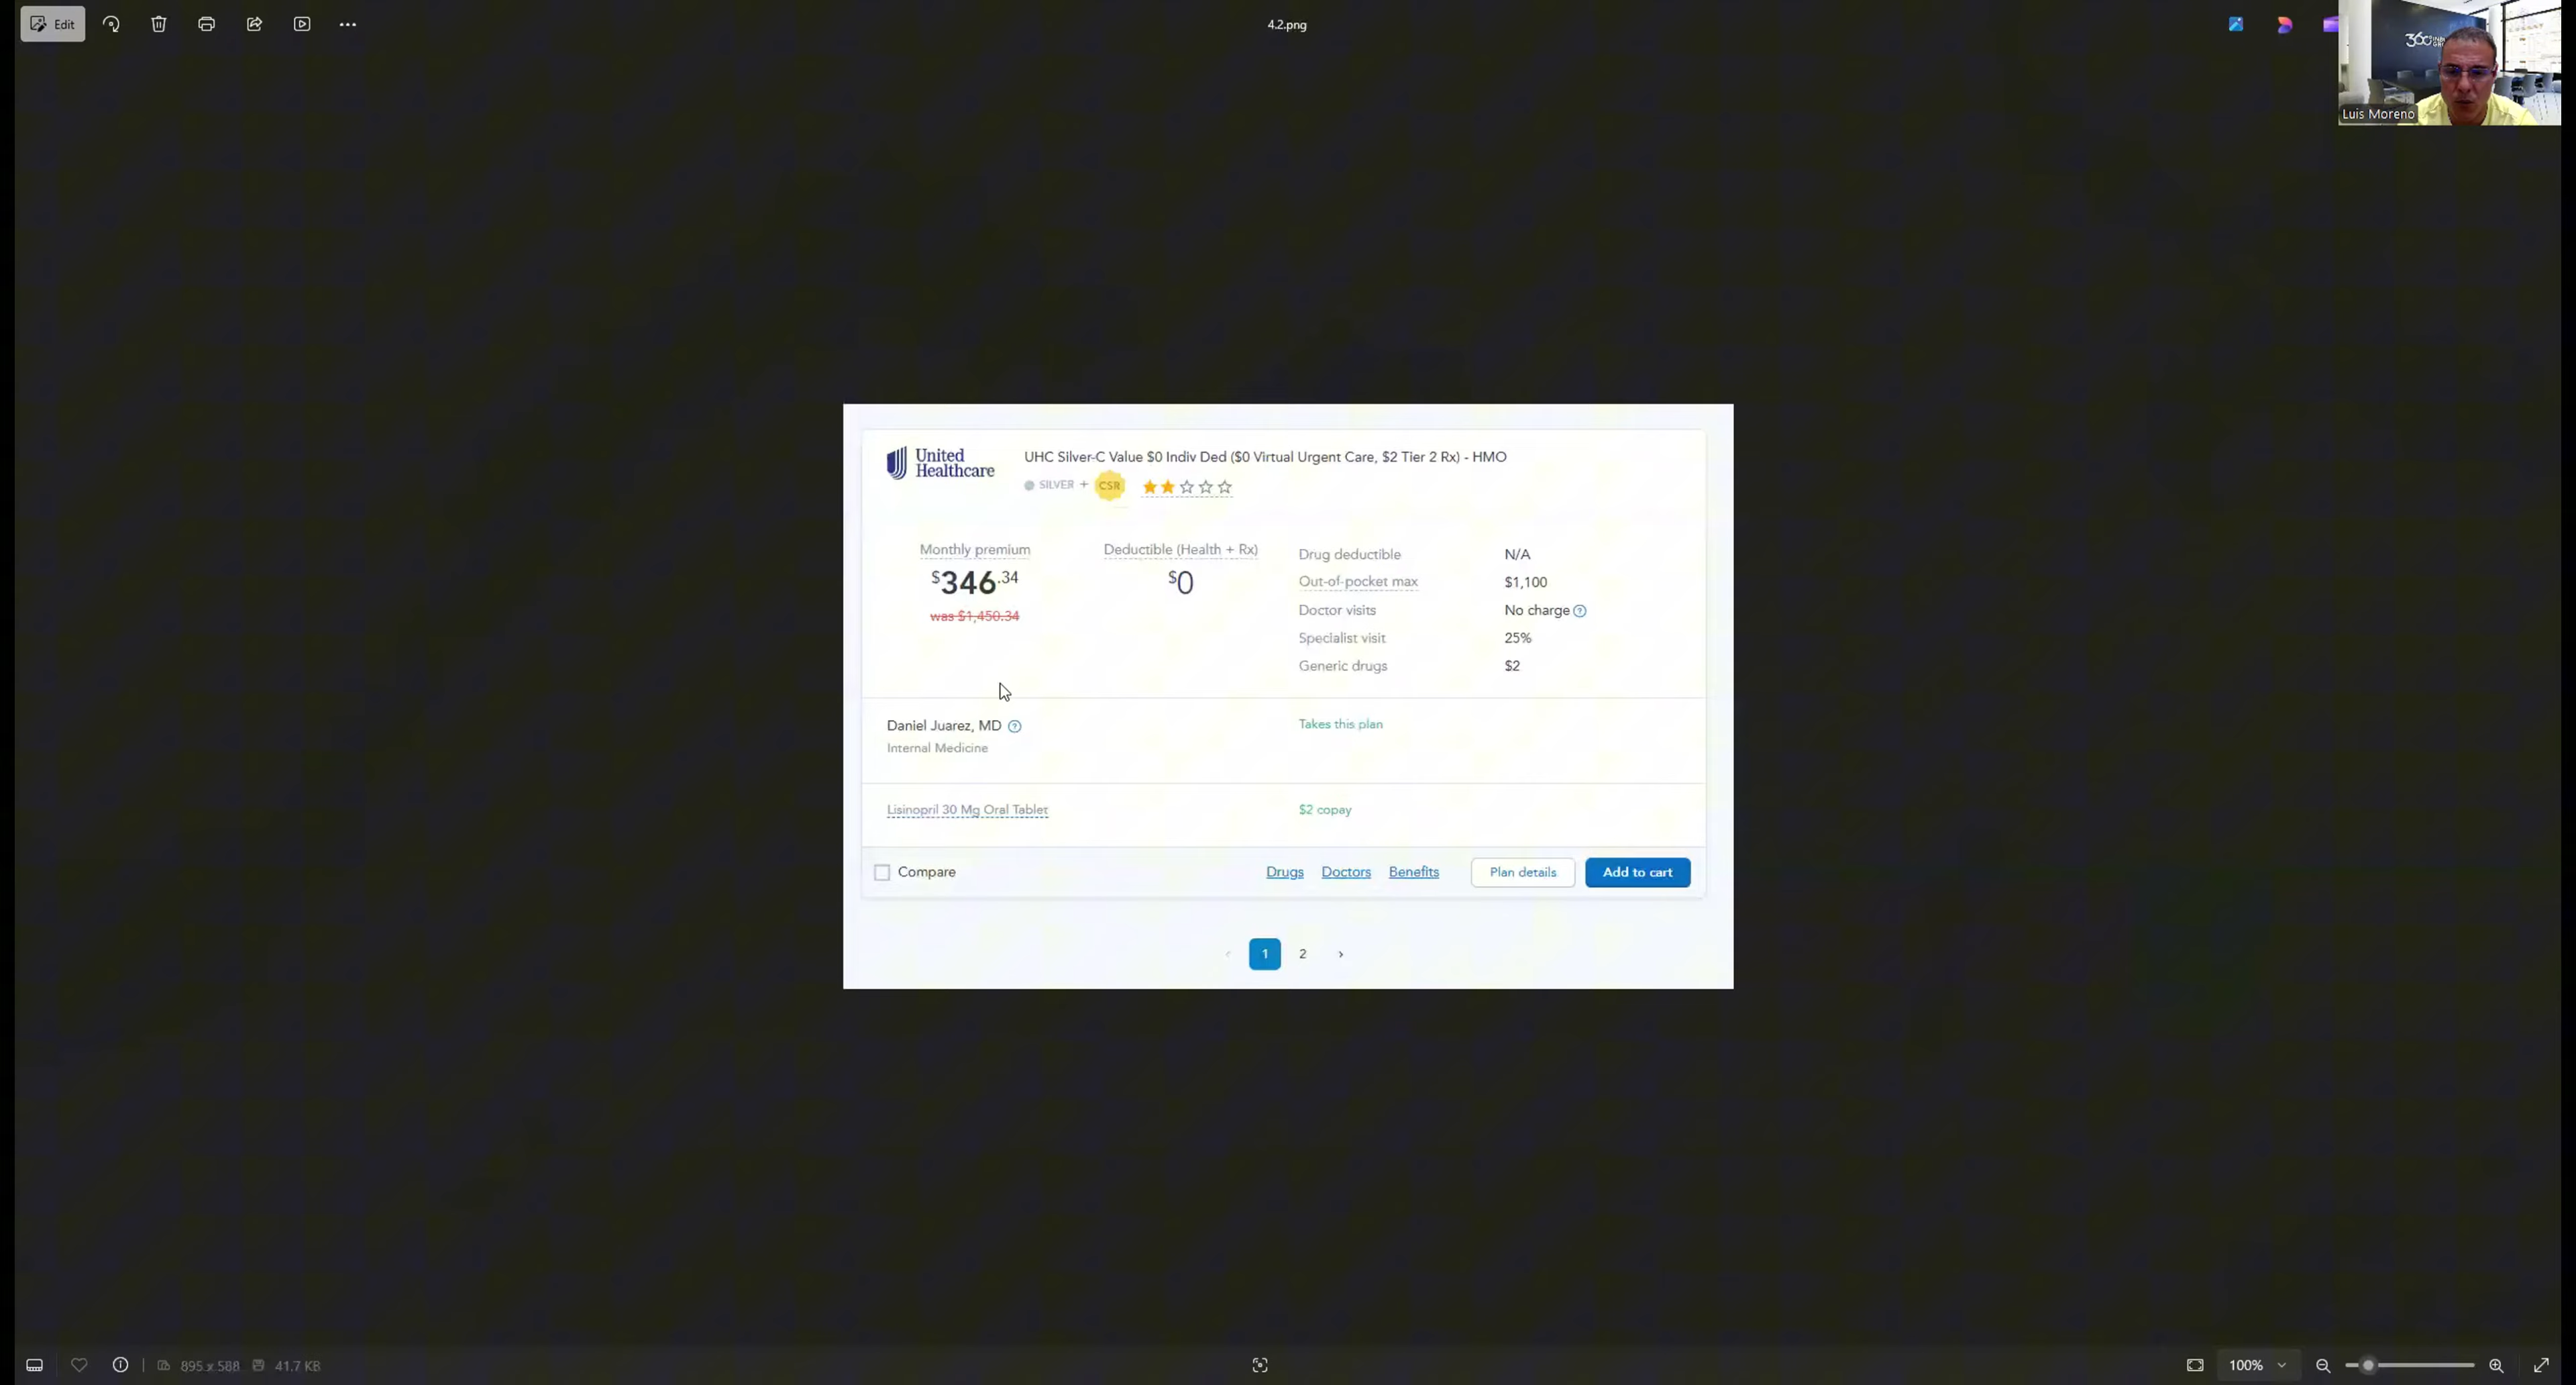 Edit
4.2.png
360
Luis Moreno
United
Healthcare
UHC Silver-C Value $0 Indiv Ded ($0 Virtual Urgent Care, $2 Tier 2 Rx) - HMO
SILVER + CSR
Monthly premium
$346.34
was $1,450.34
Deductible (Health + Rx)
$0
Drug deductible N/A
Out-of-pocket max $1,100
Doctor visits No charge ?
Specialist visit 25%
Generic drugs $2
Daniel Juarez, MD ? Takes this plan
Internal Medicine
Lisinopril 30 Mg Oral Tablet $2 copay
Compare Drugs Doctors Benefits Plan details Add to cart
‹ 1 2 ›
895 x 588 41.7 KB 100%